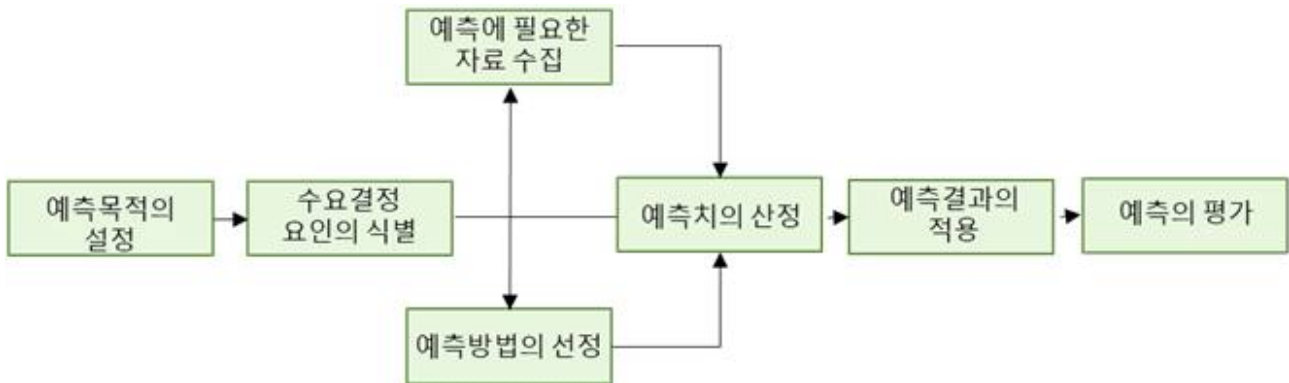 예측에 필요한
자료 수집
예측목적의
설정
수요결정
요인의 식별
예측치의 산정
예측결과의
적용
예측의 평가
예측방법의 선정